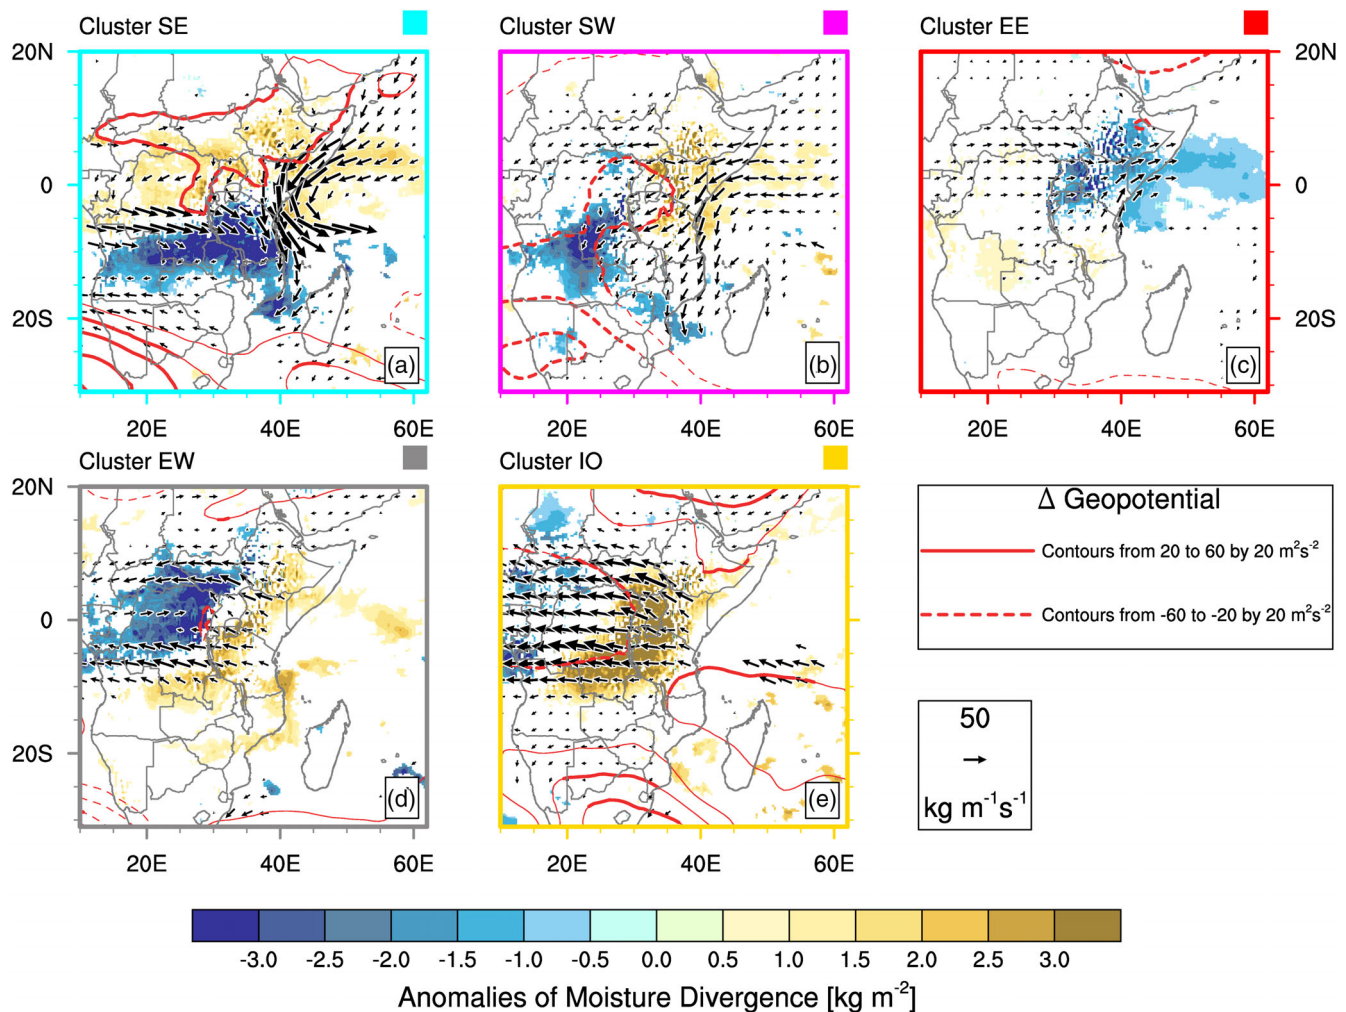 Cluster SE
Cluster SW
Cluster EE
20N
0
20S
(a)
(b)
(c)
20N
0
20S
20E 40E 60E
20E 40E 60E
20E 40E 60E
Cluster EW
Cluster IO
20N
0
20S
(d)
(e)
20E 40E 60E
20E 40E 60E
Δ Geopotential
Contours from 20 to 60 by 20 m²s⁻²
Contours from -60 to -20 by 20 m²s⁻²
50
kg m⁻¹s⁻¹
-3.0 -2.5 -2.0 -1.5 -1.0 -0.5 0.0 0.5 1.0 1.5 2.0 2.5 3.0
Anomalies of Moisture Divergence [kg m⁻²]